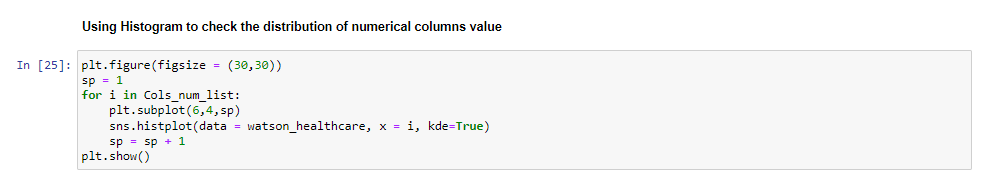 Using Histogram to check the distribution of numerical columns value
In [25]: plt.figure(figsize = (30,30))
sp = 1
for i in Cols_num_list:
    plt.subplot(6,4,sp)
    sns.histplot(data = watson_healthcare, x = i, kde=True)
    sp = sp + 1
plt.show()